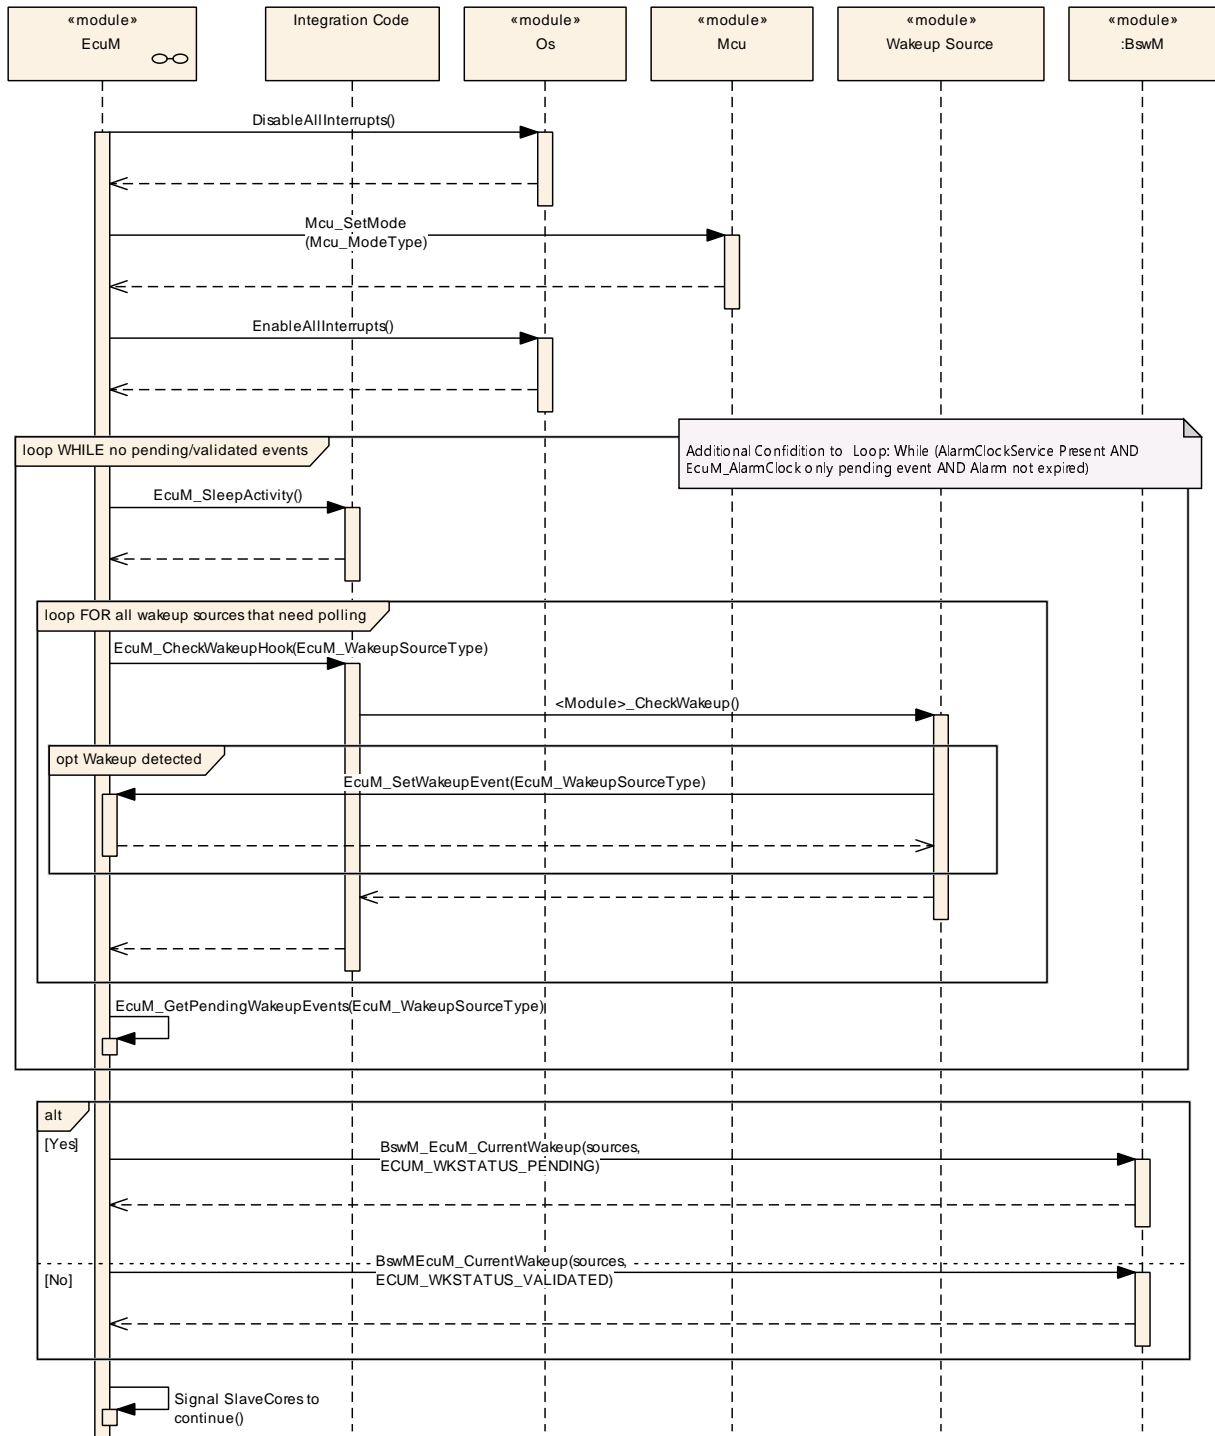 «module»
EcuM
Integration Code
«module»
Os
«module»
Mcu
«module»
Wakeup Source
«module»
:BswM
DisableAllInterrupts()
Mcu_SetMode
(Mcu_ModeType)
EnableAllInterrupts()
loop WHILE no pending/validated events
Additional Confidition to Loop: While (AlarmClockService Present AND
EcuM_AlarmClock only pending event AND Alarm not expired)
EcuM_SleepActivity()
loop FOR all wakeup sources that need polling
EcuM_CheckWakeupHook(EcuM_WakeupSourceType)
<Module>_CheckWakeup()
opt Wakeup detected
EcuM_SetWakeupEvent(EcuM_WakeupSourceType)
EcuM_GetPendingWakeupEvents(EcuM_WakeupSourceType)
alt
[Yes]
BswM_EcuM_CurrentWakeup(sources,
ECUM_WKSTATUS_PENDING)
BswMEcuM_CurrentWakeup(sources,
[No]
ECUM_WKSTATUS_VALIDATED)
Signal SlaveCores to
continue()